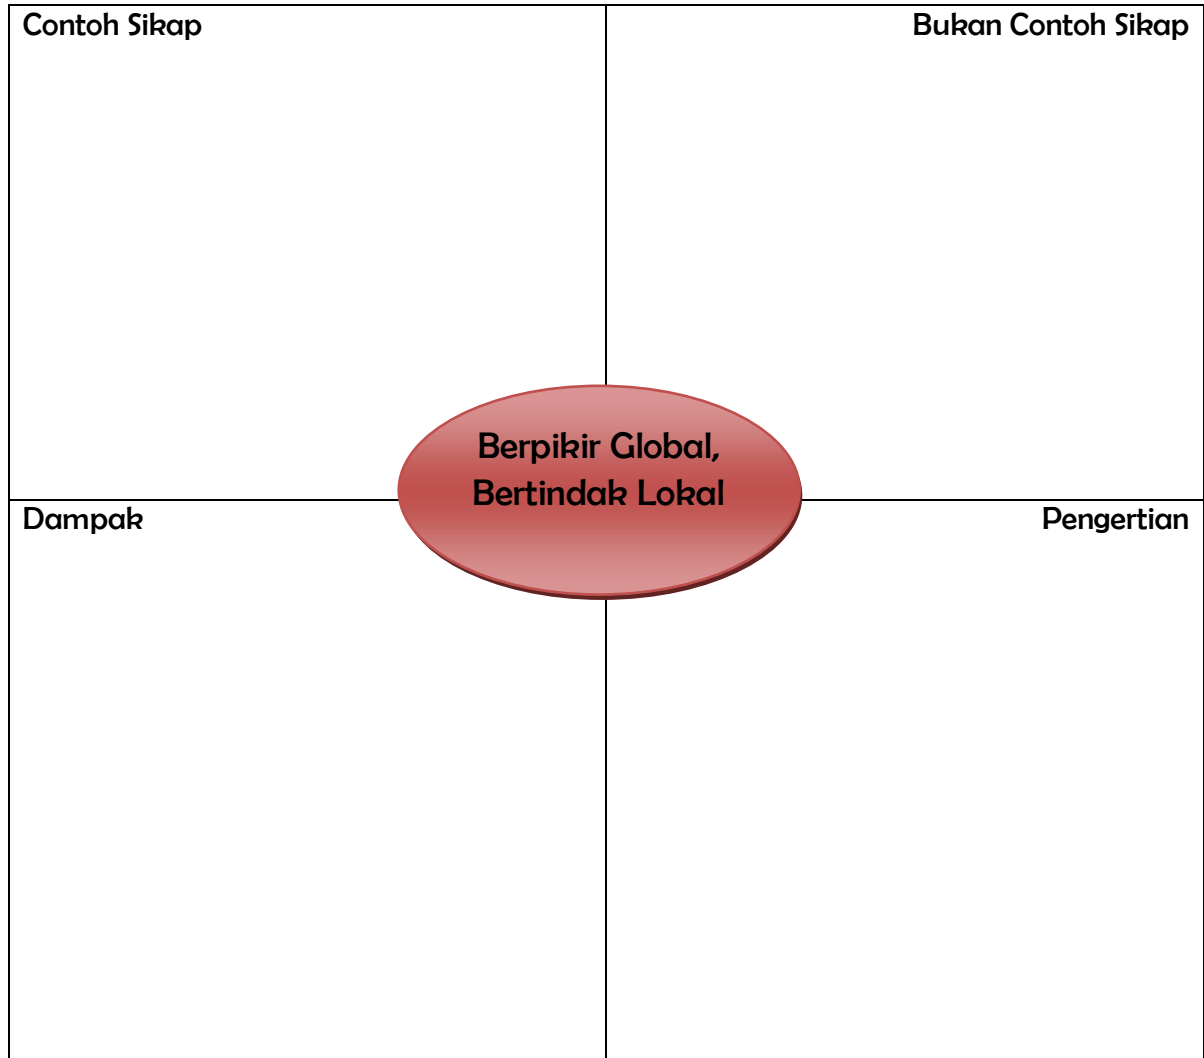 Contoh Sikap
Bukan Contoh Sikap
Berpikir Global,
Bertindak Lokal
Dampak
Pengertian